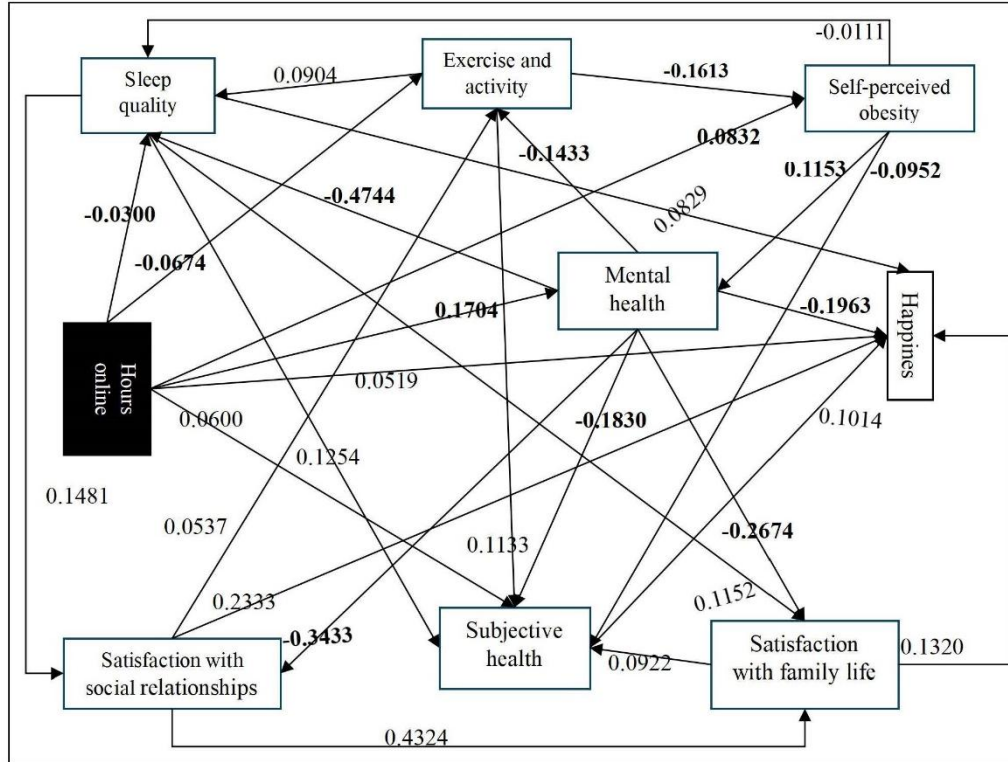 -0.0111
Sleep
quality
0.0904
Exercise and
activity
-0.1613
Self-perceived
obesity
0.0832
-0.1433
0.1153
-0.0952
-0.4744
0.0829
-0.0300
-0.0674
Mental
health
0.1704
-0.1963
Happines
Hours
online
0.0519
0.0600
-0.1830
0.1014
0.1254
0.1481
0.0537
0.1133
-0.2674
0.2333
0.1152
-0.3433
Satisfaction with
social relationships
Subjective
health
0.0922
Satisfaction
with family life
0.1320
0.4324